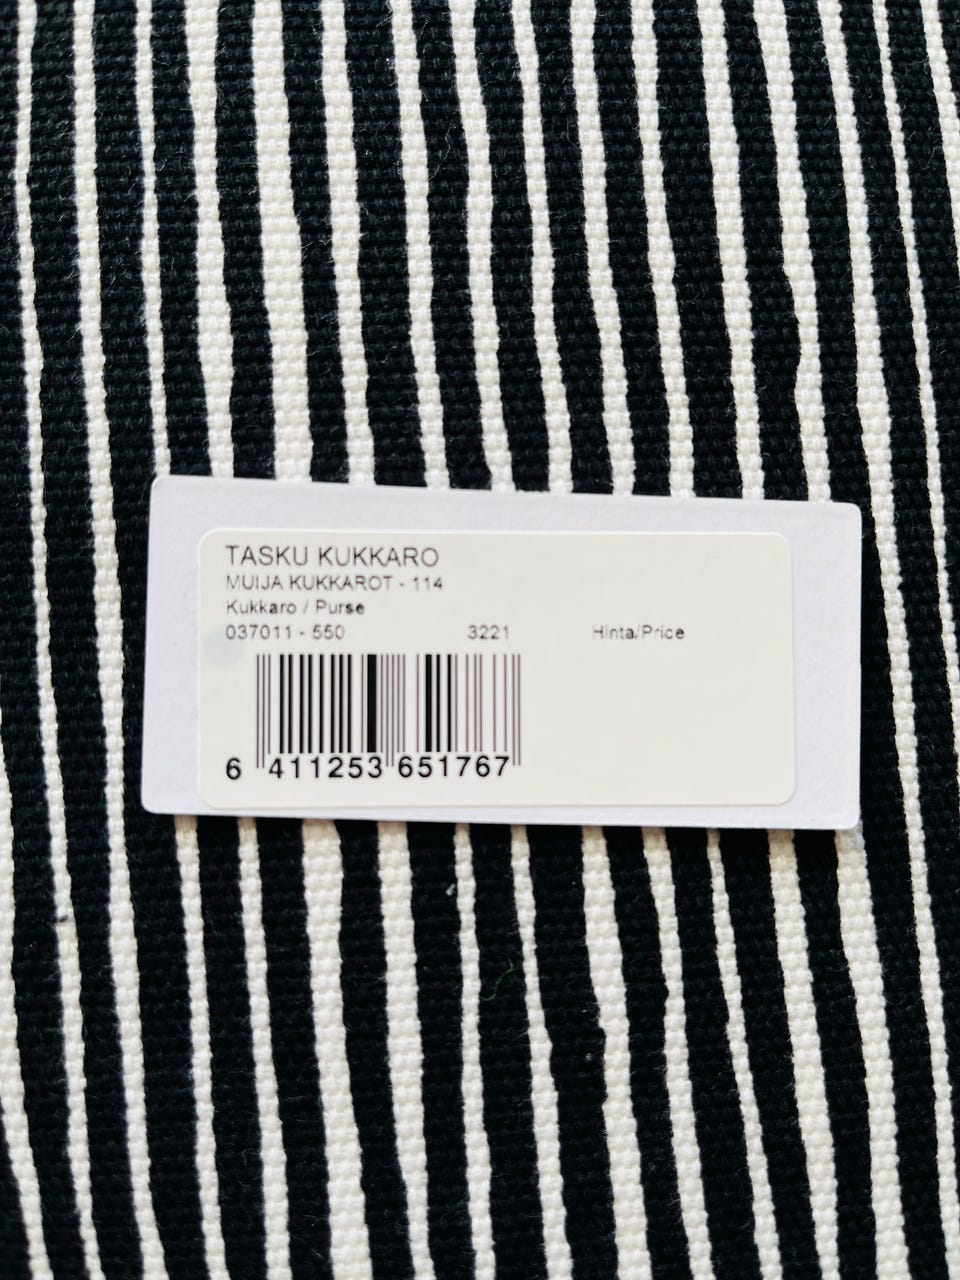 TASKU KUKKARO
MUIJA KUKKAROT - 114
Kukkaro / Purse
037011 - 550 3221 Hinta/Price
6 411253 651767